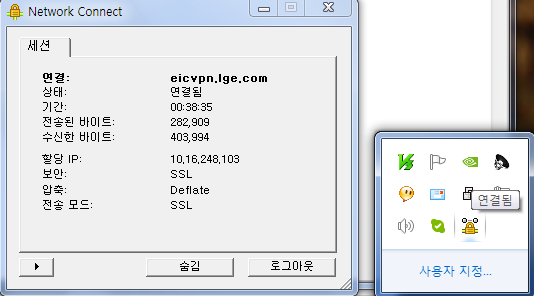 Network Connect
세션
연결: eicvpn.lge.com
상태: 연결됨
기간: 00:38:35
전송된 바이트: 282,909
수신한 바이트: 403,994
할당 IP: 10,16,248,103
보안: SSL
압축: Deflate
전송 모드: SSL
숨김 로그아웃
연결됨
사용자 지정...